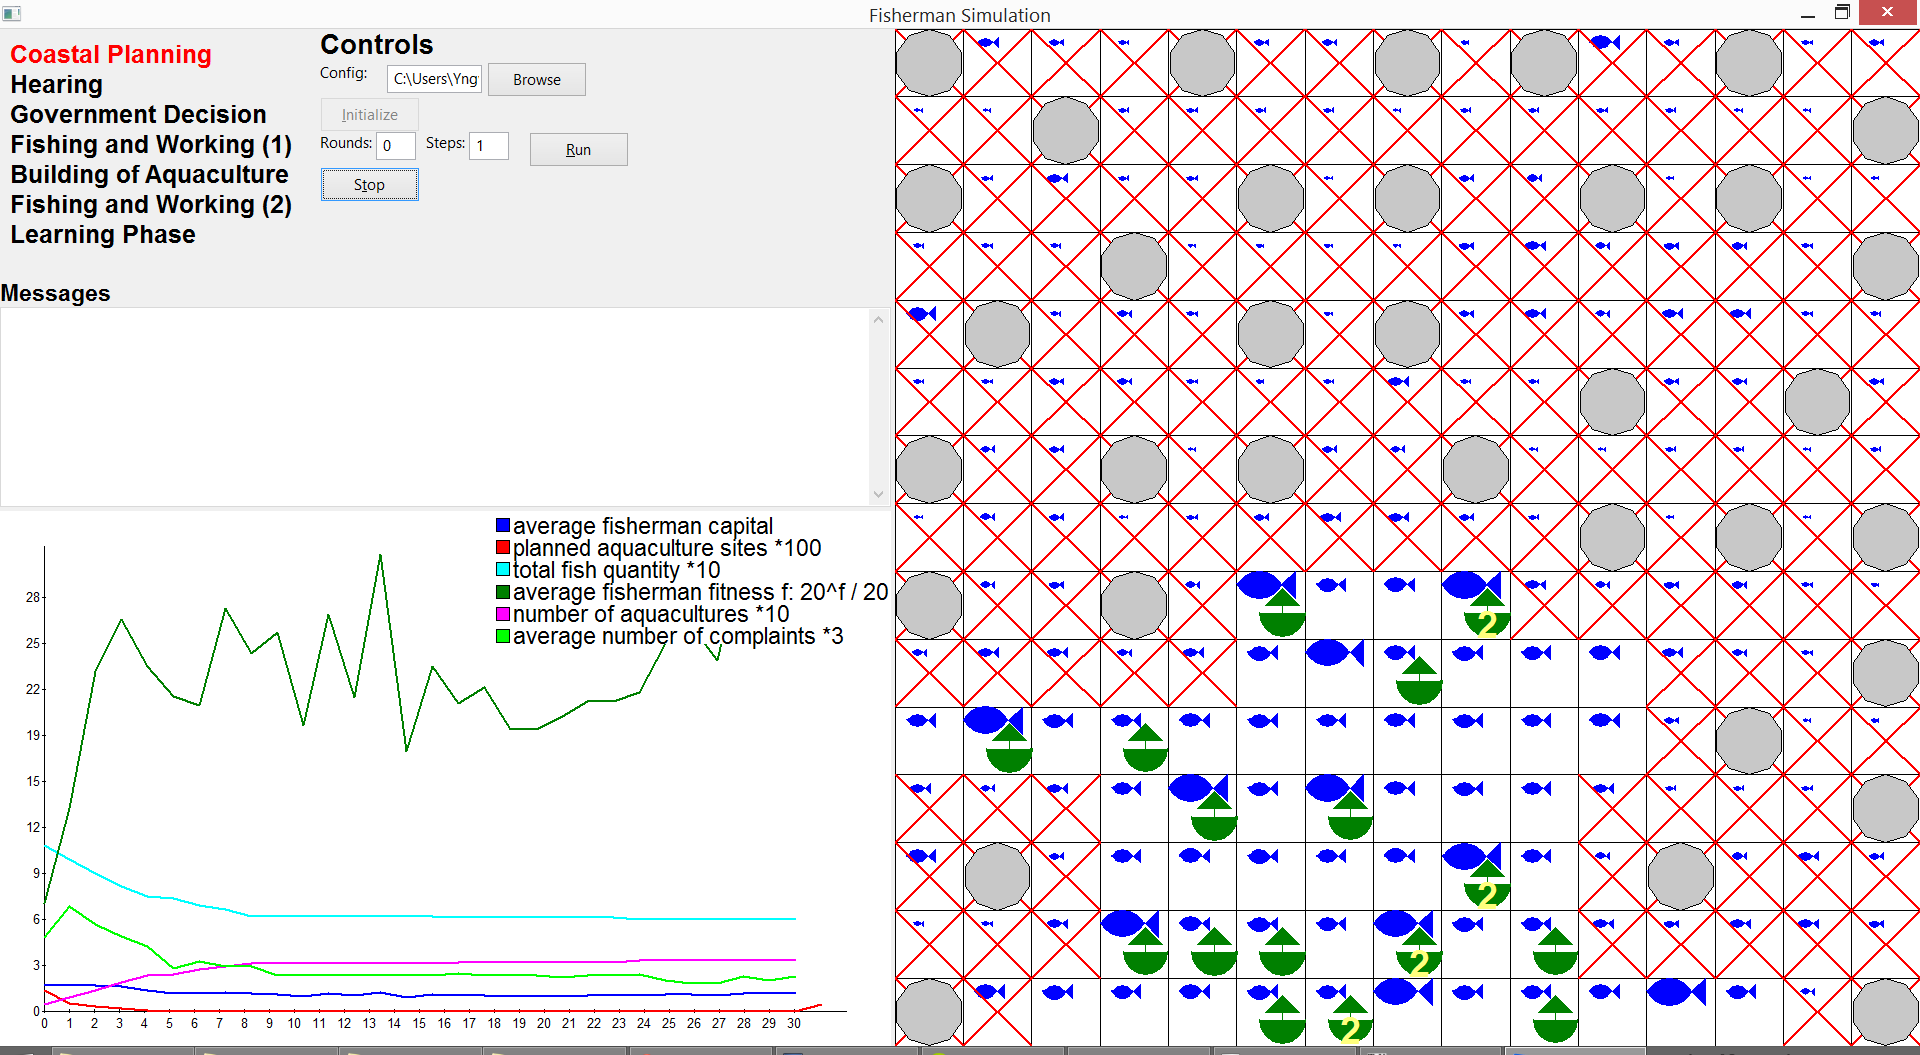 Fisherman Simulation
Coastal Planning
Hearing
Government Decision
Fishing and Working (1)
Building of Aquaculture
Fishing and Working (2)
Learning Phase
Controls
Config: C:\Users\Yng Browse
Initialize
Rounds: 0 Steps: 1 Run
Stop
Messages
average fisherman capital
planned aquaculture sites *100
total fish quantity *10
average fisherman fitness f: 20^f / 20
number of aquacultures *10
average number of complaints *3
28
25
22
19
15
12
9
6
3
0
0 1 2 3 4 5 6 7 8 9 10 11 12 13 14 15 16 17 18 19 20 21 22 23 24 25 26 27 28 29 30
2
2
2
2